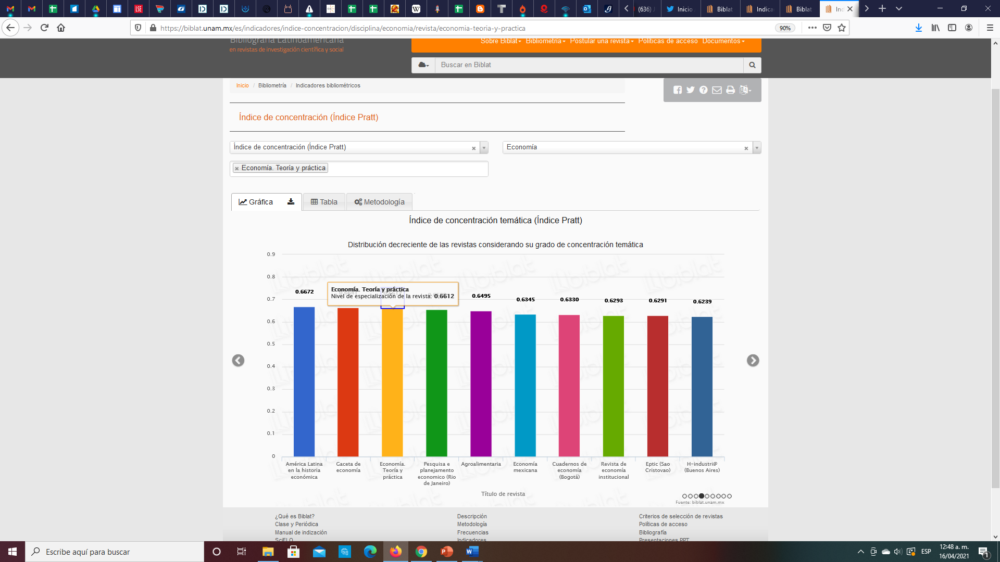 (636)
Inicio
Biblat
Indica
Biblat
Ind
https://biblat.unam.mx/es/indicadores/indice-concentracion/disciplina/economia/revista/economia-teoria-y-practica
90%
Bibliografía Latinoamericana
en revistas de investigación científica y social
Sobre Biblat Bibliometría Postular una revista Políticas de acceso Documentos
Buscar en Biblat
Inicio / Bibliometría / Indicadores bibliométricos
Índice de concentración (Índice Pratt)
Índice de concentración (Índice Pratt)
Economía
Economía. Teoría y práctica
Gráfica
Tabla
Metodología
Índice de concentración temática (Índice Pratt)
Distribución decreciente de las revistas considerando su grado de concentración temática
0.9
0.8
0.7
0.6
0.5
0.4
0.3
0.2
0.1
0
0.6672
Economía. Teoría y práctica
Nivel de especialización de la revista: 0.6612
0.6495
0.6345
0.6330
0.6293
0.6291
0.6239
América Latina
en la historia
económica
Gaceta de
economía
Economía.
Teoría y
práctica
Pesquisa e
planejamento
economico (Rio
de Janeiro)
Agroalimentaria
Economía
mexicana
Cuadernos de
economía
(Bogotá)
Revista de
economía
institucional
Eptic (Sao
Cristovao)
H-industri@
(Buenos Aires)
Título de revista
Fuente: biblat.unam.mx
¿Qué es Biblat?
Clase y Periódica
Manual de indización
SciELO
Descripción
Metodología
Frecuencias
Indicadores
Criterios de selección de revistas
Políticas de acceso
Bibliografía
Presentaciones PPT
Escribe aquí para buscar
ESP
12:48 a. m.
16/04/2021
1